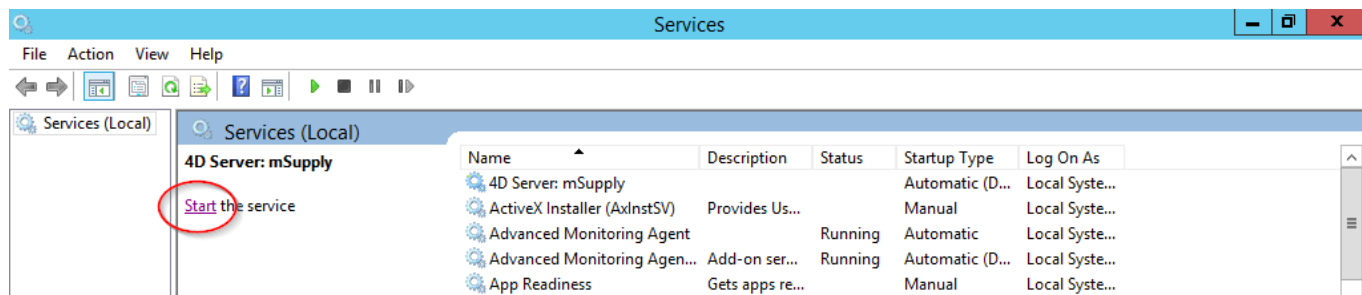 Services
File Action View Help
Services (Local)
Services (Local)
4D Server: mSupply
Start the service
Name Description Status Startup Type Log On As
4D Server: mSupply Automatic (D... Local Syste...
ActiveX Installer (AxInstSV) Provides Us... Manual Local Syste...
Advanced Monitoring Agent Running Automatic Local Syste...
Advanced Monitoring Agen... Add-on ser... Running Automatic (D... Local Syste...
App Readiness Gets apps re... Manual Local Syste...